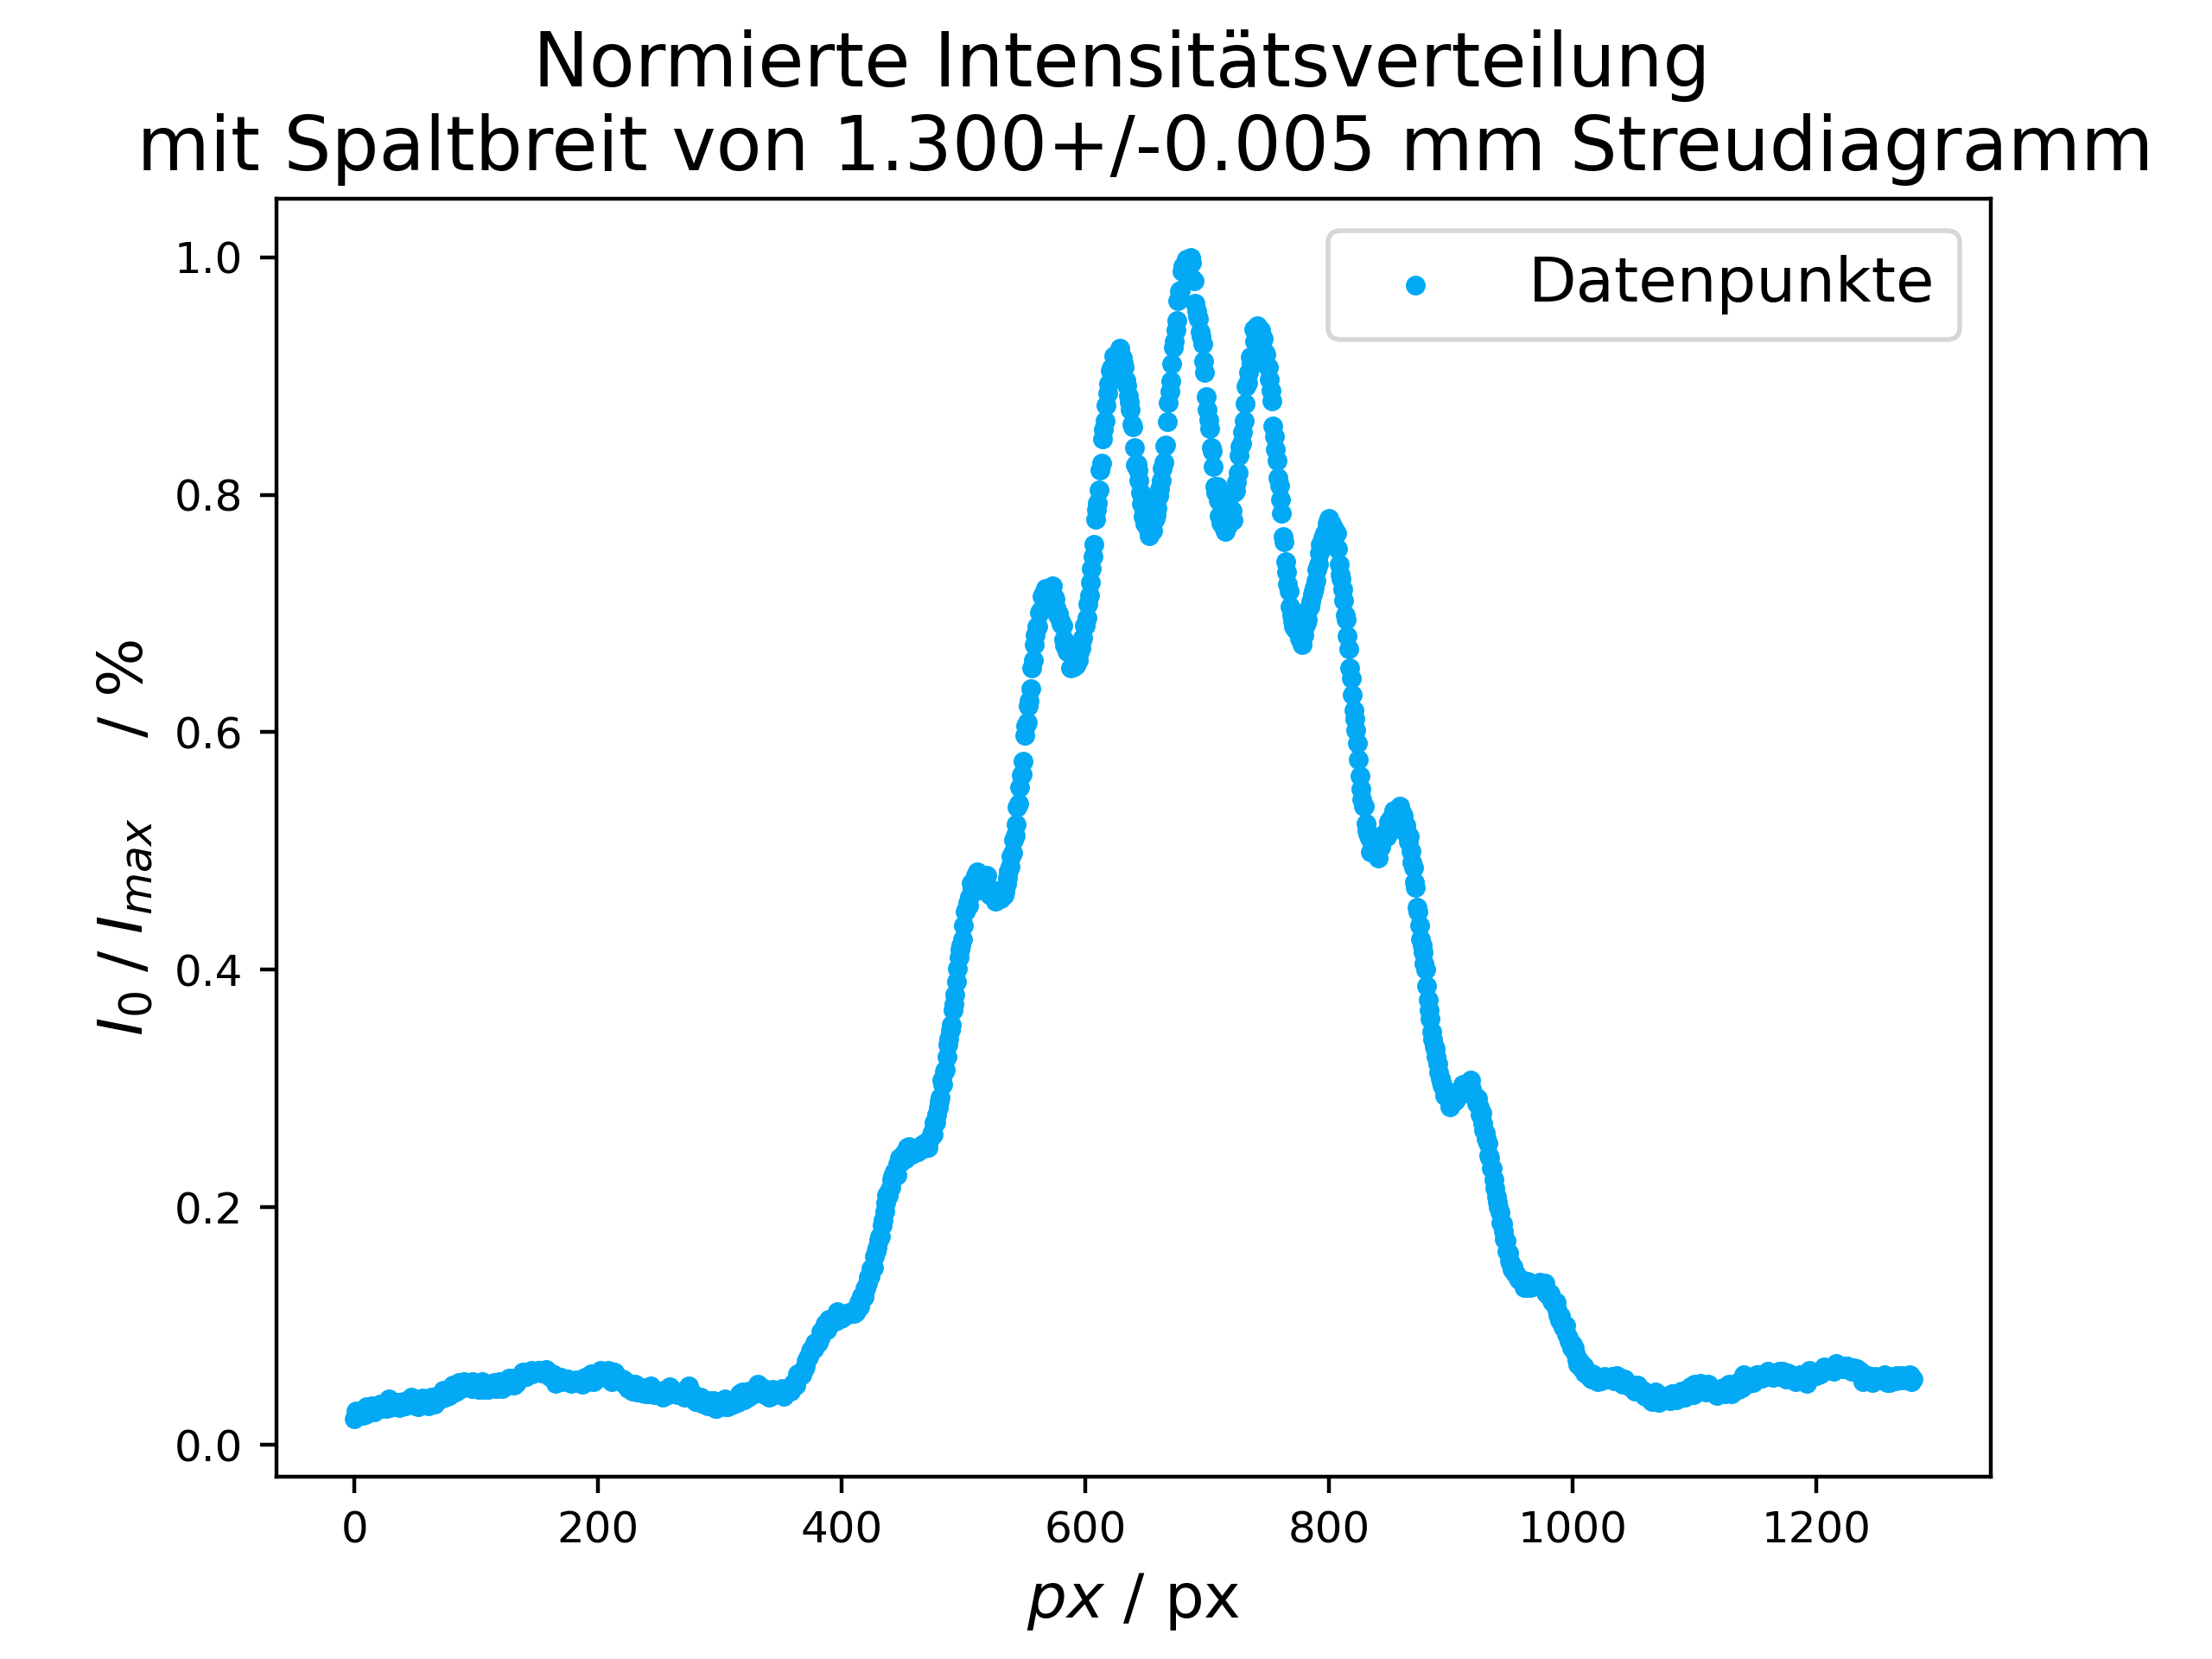 Normierte Intensitätsverteilung
mit Spaltbreit von 1.300+/-0.005 mm Streudiagramm
Datenpunkte
I₀ / Iₘₐₓ / %
1.0
0.8
0.6
0.4
0.2
0.0
0 200 400 600 800 1000 1200
px / px